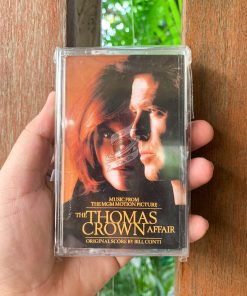 MUSIC FROM
THE MGM MOTION PICTURE
THE THOMAS
CROWN AFFAIR
ORIGINAL SCORE BY BILL CONTI